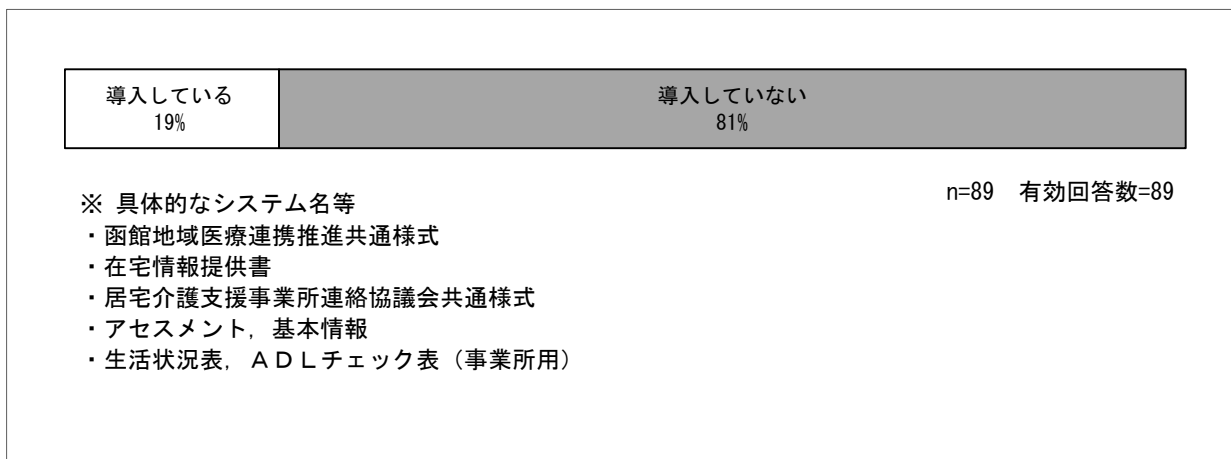 導入している
19%
導入していない
81%
n=89　有効回答数=89
※ 具体的なシステム名等
・函館地域医療連携推進共通様式
・在宅情報提供書
・居宅介護支援事業所連絡協議会共通様式
・アセスメント，基本情報
・生活状況表，ＡＤＬチェック表（事業所用）